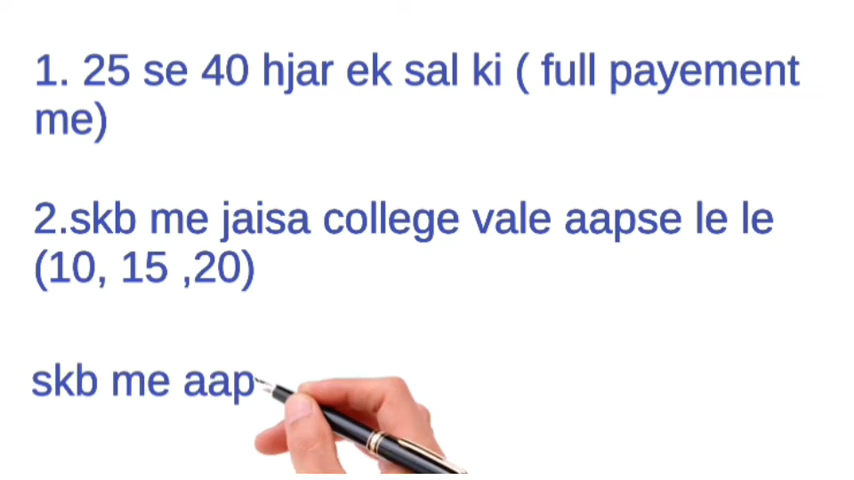 1. 25 se 40 hjar ek sal ki ( full payement
me)
2.skb me jaisa college vale aapse le le
(10, 15 ,20)
skb me aap